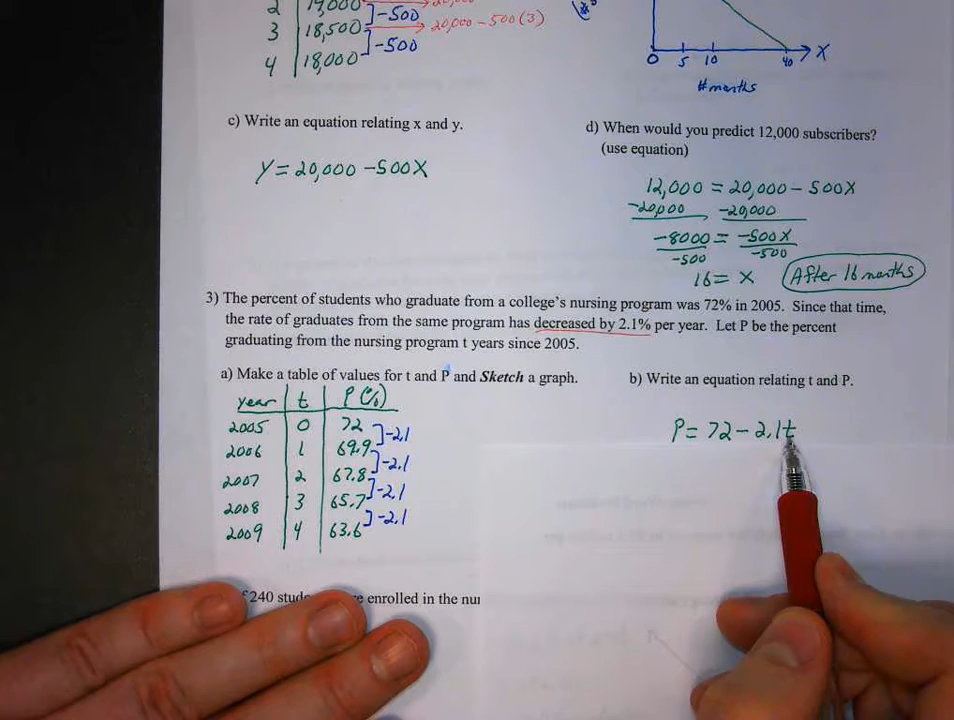 2 19,000
3 18,500 ]-500 20,000 - 500(3)
4 18,000 ]-500
0 5 10 40 X
# months
c) Write an equation relating x and y.
Y = 20,000 - 500X
d) When would you predict 12,000 subscribers?
(use equation)
12,000 = 20,000 - 500X
-20,000 -20,000
-8000 = -500X
-500 -500
16 = X After 16 months
3) The percent of students who graduate from a college's nursing program was 72% in 2005. Since that time,
the rate of graduates from the same program has decreased by 2.1% per year. Let P be the percent
graduating from the nursing program t years since 2005.
a) Make a table of values for t and P and Sketch a graph.
year t P (%)
2005 0 72
2006 1 69.9 ]-2.1
2007 2 67.8 ]-2.1
2008 3 65.7 ]-2.1
2009 4 63.6 ]-2.1
b) Write an equation relating t and P.
P = 72 - 2.1t
240 enrolled in the